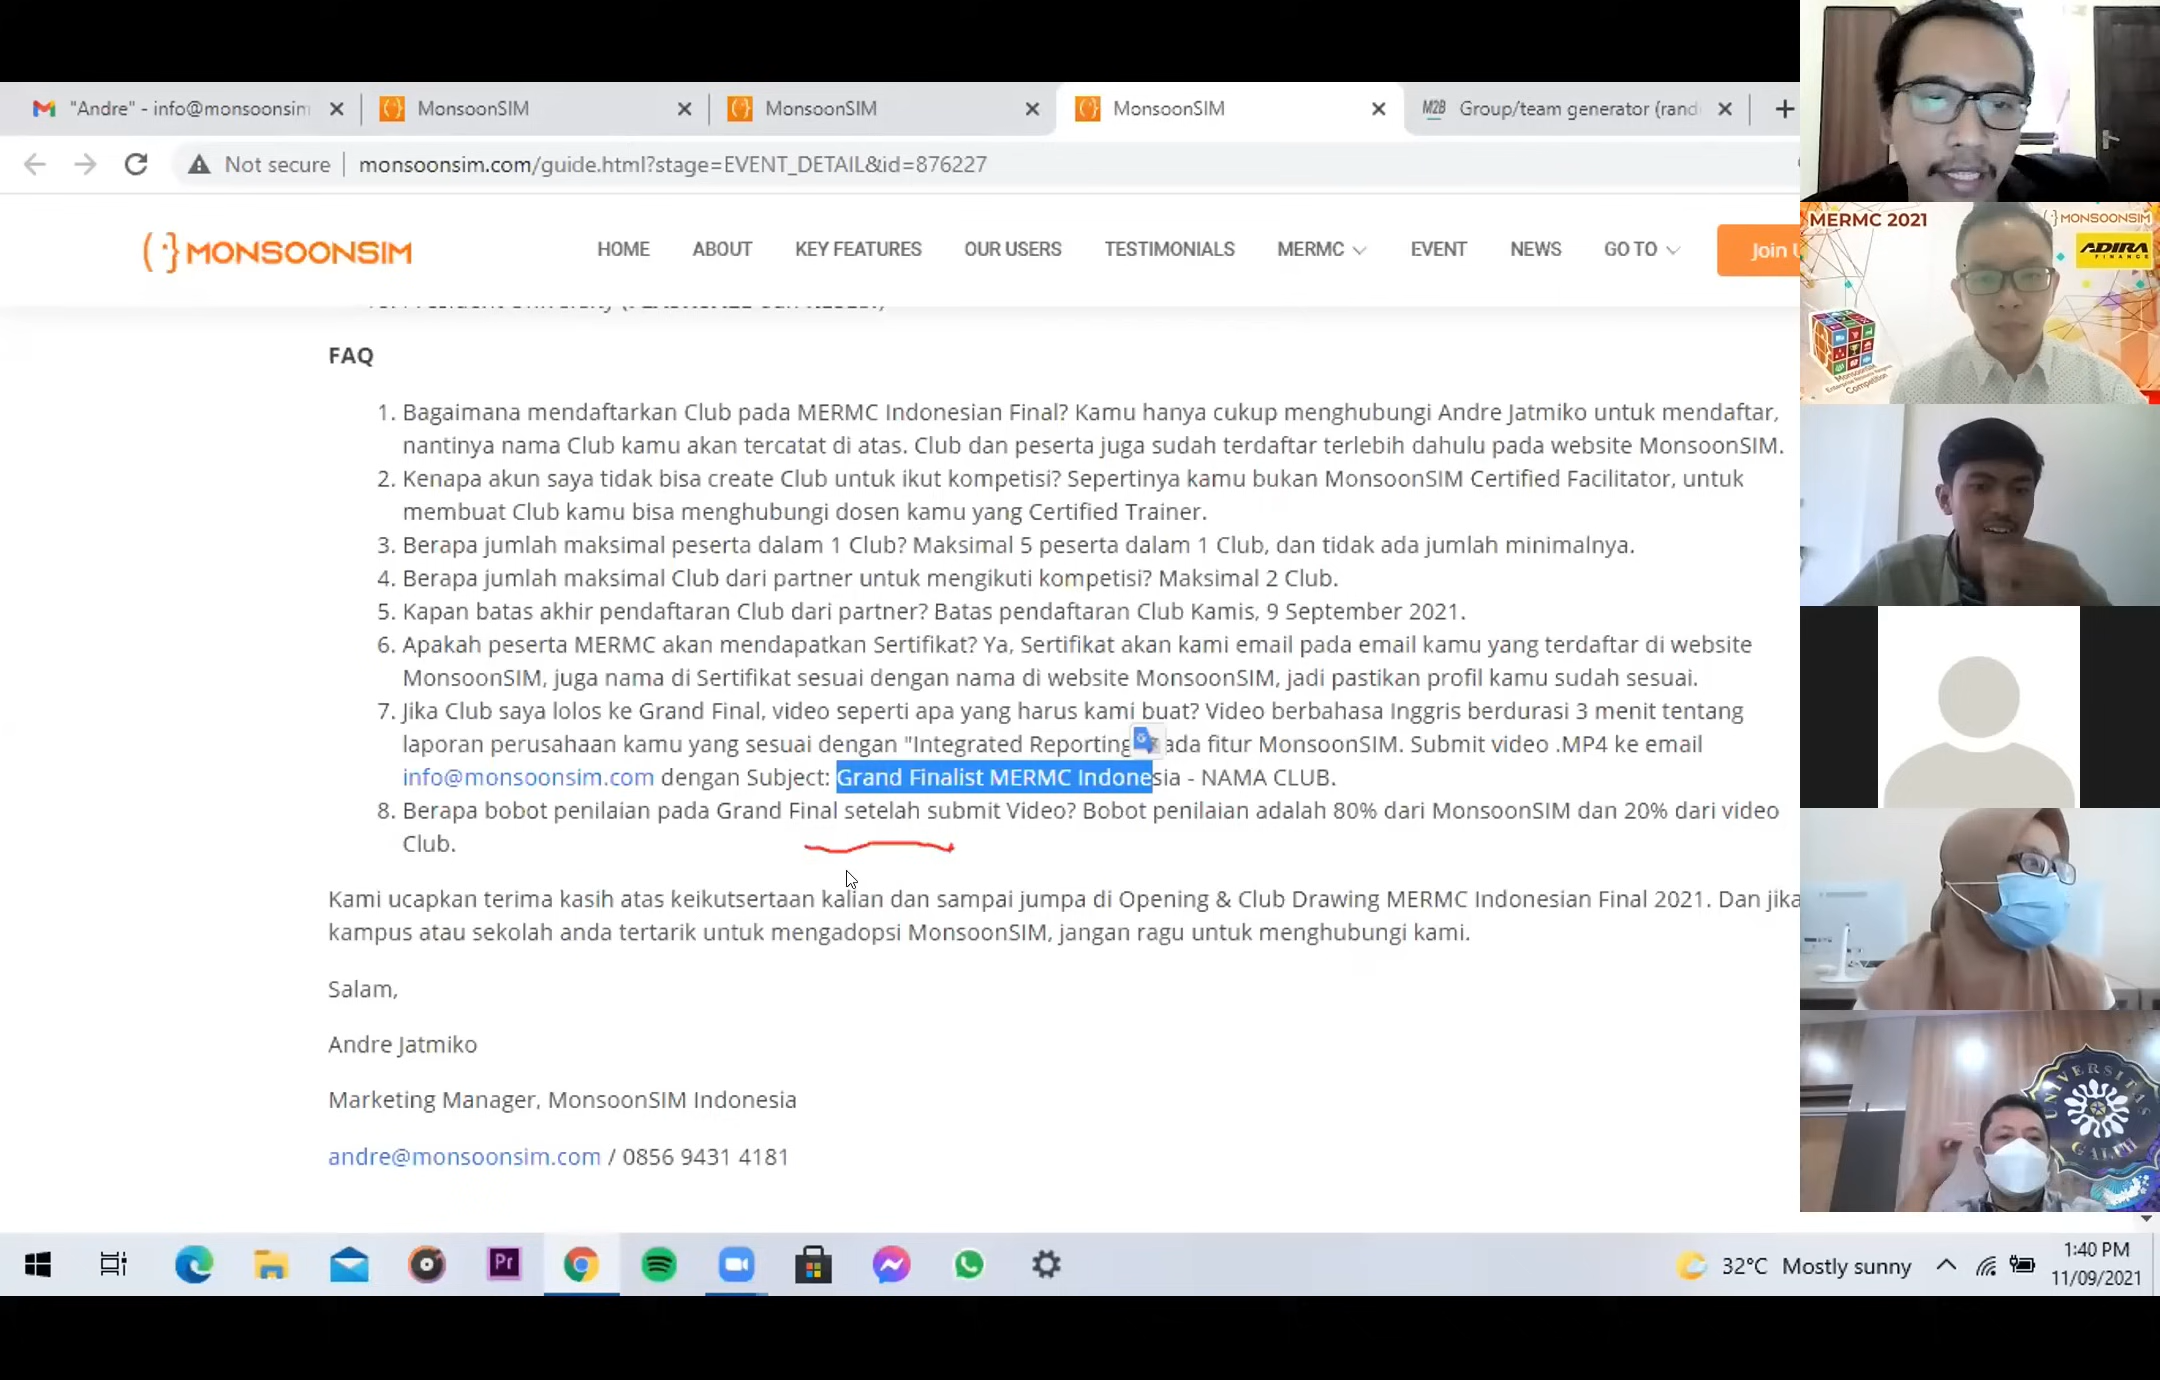 "Andre" - info@monsoonsim
MonsoonSIM
MonsoonSIM
MonsoonSIM
M2B Group/team generator (rand
Not secure monsoonsim.com/guide.html?stage=EVENT_DETAIL&id=876227
MONSOONSIM
HOME ABOUT KEY FEATURES OUR USERS TESTIMONIALS MERMC EVENT NEWS GO TO Join
FAQ
1. Bagaimana mendaftarkan Club pada MERMC Indonesian Final? Kamu hanya cukup menghubungi Andre Jatmiko untuk mendaftar,
nantinya nama Club kamu akan tercatat di atas. Club dan peserta juga sudah terdaftar terlebih dahulu pada website MonsoonSIM.
2. Kenapa akun saya tidak bisa create Club untuk ikut kompetisi? Sepertinya kamu bukan MonsoonSIM Certified Facilitator, untuk
membuat Club kamu bisa menghubungi dosen kamu yang Certified Trainer.
3. Berapa jumlah maksimal peserta dalam 1 Club? Maksimal 5 peserta dalam 1 Club, dan tidak ada jumlah minimalnya.
4. Berapa jumlah maksimal Club dari partner untuk mengikuti kompetisi? Maksimal 2 Club.
5. Kapan batas akhir pendaftaran Club dari partner? Batas pendaftaran Club Kamis, 9 September 2021.
6. Apakah peserta MERMC akan mendapatkan Sertifikat? Ya, Sertifikat akan kami email pada email kamu yang terdaftar di website
MonsoonSIM, juga nama di Sertifikat sesuai dengan nama di website MonsoonSIM, jadi pastikan profil kamu sudah sesuai.
7. Jika Club saya lolos ke Grand Final, video seperti apa yang harus kami buat? Video berbahasa Inggris berdurasi 3 menit tentang
laporan perusahaan kamu yang sesuai dengan "Integrated Reporting ada fitur MonsoonSIM. Submit video .MP4 ke email
info@monsoonsim.com dengan Subject: Grand Finalist MERMC Indonesia - NAMA CLUB.
8. Berapa bobot penilaian pada Grand Final setelah submit Video? Bobot penilaian adalah 80% dari MonsoonSIM dan 20% dari video
Club.
Kami ucapkan terima kasih atas keikutsertaan kalian dan sampai jumpa di Opening & Club Drawing MERMC Indonesian Final 2021. Dan jika
kampus atau sekolah anda tertarik untuk mengadopsi MonsoonSIM, jangan ragu untuk menghubungi kami.
Salam,
Andre Jatmiko
Marketing Manager, MonsoonSIM Indonesia
andre@monsoonsim.com / 0856 9431 4181
Pr
32°C Mostly sunny
1:40 PM
11/09/2021
MERMC 2021
MONSOONSIM
ADIRA
FINANCE
MonsoonSIM
Competition
UNIVERSITAS
GALUH